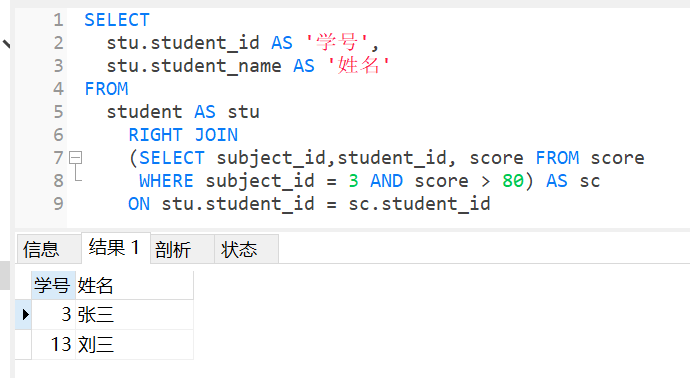 1 SELECT
2 stu.student_id AS '学号',
3 stu.student_name AS '姓名'
4 FROM
5 student AS stu
6 RIGHT JOIN
7 (SELECT subject_id,student_id, score FROM score
8 WHERE subject_id = 3 AND score > 80) AS sc
9 ON stu.student_id = sc.student_id
信息 结果 1 剖析 状态
学号 姓名
3 张三
13 刘三